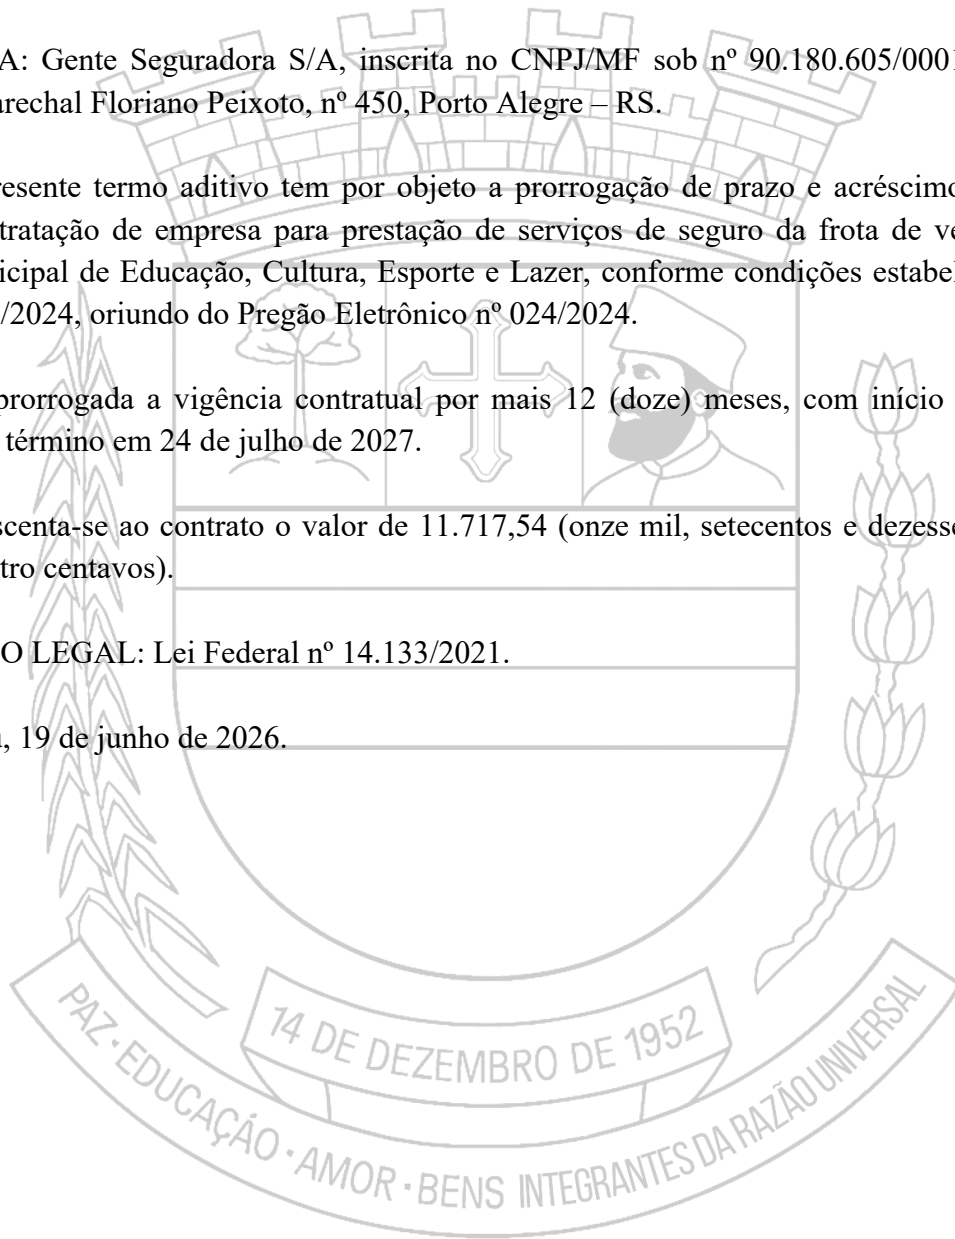 A: Gente Seguradora S/A, inscrita no CNPJ/MF sob nº 90.180.605/0001
arechal Floriano Peixoto, nº 450, Porto Alegre – RS.
resente termo aditivo tem por objeto a prorrogação de prazo e acréscimo
tratação de empresa para prestação de serviços de seguro da frota de ve
icipal de Educação, Cultura, Esporte e Lazer, conforme condições estabel
/2024, oriundo do Pregão Eletrônico nº 024/2024.
prorrogada a vigência contratual por mais 12 (doze) meses, com início
término em 24 de julho de 2027.
scenta-se ao contrato o valor de 11.717,54 (onze mil, setecentos e dezesse
tro centavos).
O LEGAL: Lei Federal nº 14.133/2021.
, 19 de junho de 2026.
14 DE DEZEMBRO DE 1952
PAZ · EDUCAÇÁO · AMOR · BENS INTEGRANTES DA RAZÃO UNIVERSAL